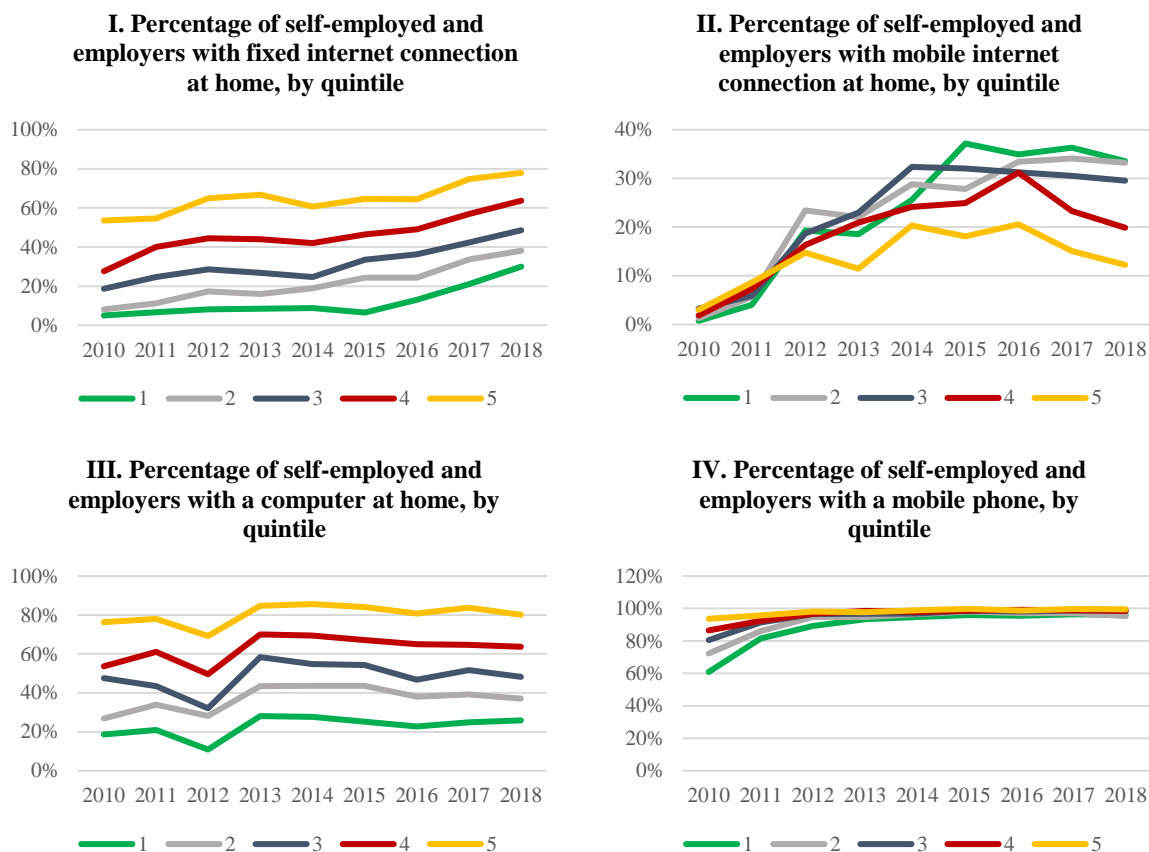 I. Percentage of self-employed and
employers with fixed internet connection
at home, by quintile
100%
80%
60%
40%
20%
0%
2010 2011 2012 2013 2014 2015 2016 2017 2018
1 2 3 4 5
II. Percentage of self-employed and
employers with mobile internet
connection at home, by quintile
40%
30%
20%
10%
0%
2010 2011 2012 2013 2014 2015 2016 2017 2018
1 2 3 4 5
III. Percentage of self-employed and
employers with a computer at home, by
quintile
100%
80%
60%
40%
20%
0%
2010 2011 2012 2013 2014 2015 2016 2017 2018
1 2 3 4 5
IV. Percentage of self-employed and
employers with a mobile phone, by
quintile
120%
100%
80%
60%
40%
20%
0%
2010 2011 2012 2013 2014 2015 2016 2017 2018
1 2 3 4 5